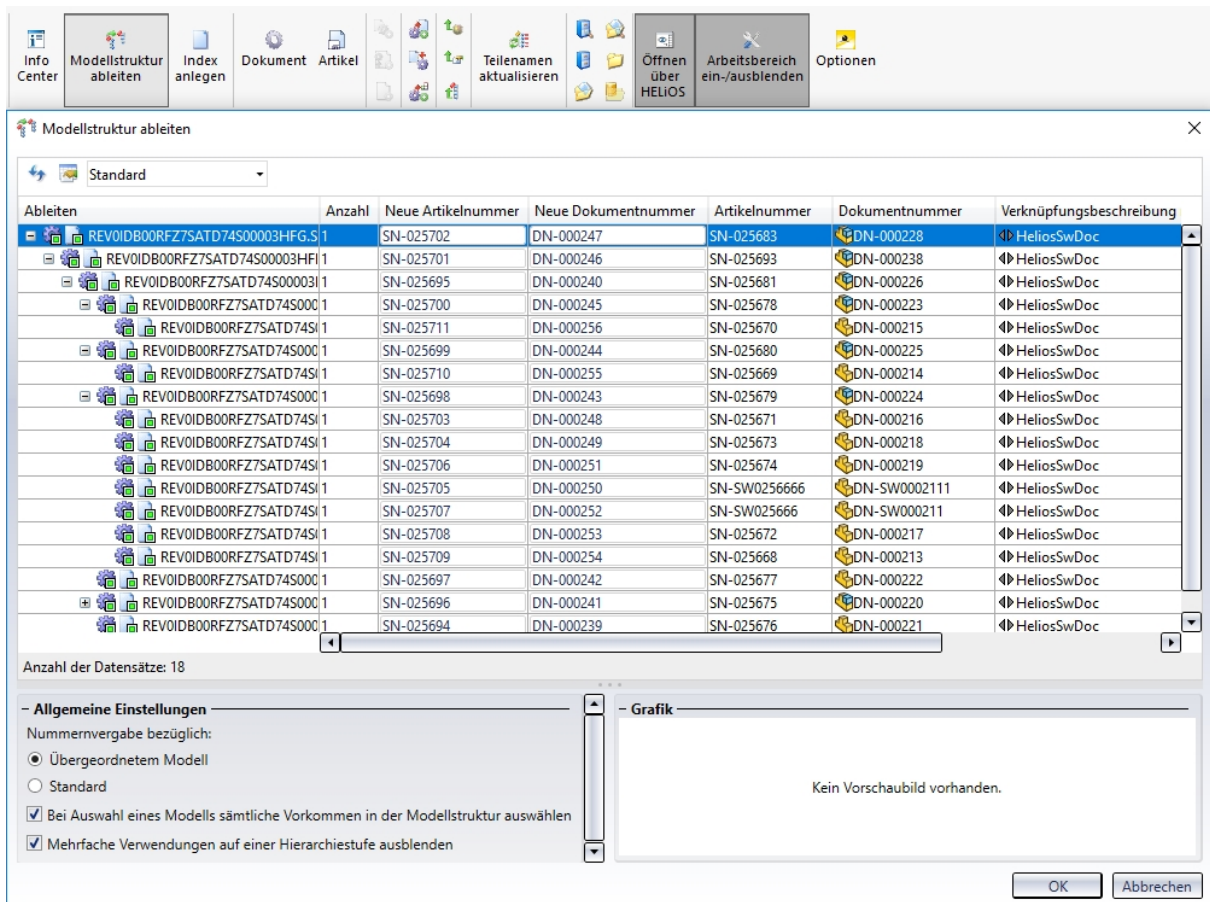 Info Center
Modellstruktur ableiten
Index anlegen
Dokument
Artikel
Teilenamen aktualisieren
Öffnen über HELiOS
Arbeitsbereich ein-/ausblenden
Optionen
Modellstruktur ableiten
Standard
Ableiten Anzahl Neue Artikelnummer Neue Dokumentnummer Artikelnummer Dokumentnummer Verknüpfungsbeschreibung
REV0IDB00RFZ7SATD74S00003HFG.S 1 SN-025702 DN-000247 SN-025683 DN-000228 HeliosSwDoc
REV0IDB00RFZ7SATD74S00003HFI 1 SN-025701 DN-000246 SN-025693 DN-000238 HeliosSwDoc
REV0IDB00RFZ7SATD74S00003I 1 SN-025695 DN-000240 SN-025681 DN-000226 HeliosSwDoc
REV0IDB00RFZ7SATD74S000 1 SN-025700 DN-000245 SN-025678 DN-000223 HeliosSwDoc
REV0IDB00RFZ7SATD74S 1 SN-025711 DN-000256 SN-025670 DN-000215 HeliosSwDoc
REV0IDB00RFZ7SATD74S000 1 SN-025699 DN-000244 SN-025680 DN-000225 HeliosSwDoc
REV0IDB00RFZ7SATD74S 1 SN-025710 DN-000255 SN-025669 DN-000214 HeliosSwDoc
REV0IDB00RFZ7SATD74S000 1 SN-025698 DN-000243 SN-025679 DN-000224 HeliosSwDoc
REV0IDB00RFZ7SATD74S 1 SN-025703 DN-000248 SN-025671 DN-000216 HeliosSwDoc
REV0IDB00RFZ7SATD74S 1 SN-025704 DN-000249 SN-025673 DN-000218 HeliosSwDoc
REV0IDB00RFZ7SATD74S 1 SN-025706 DN-000251 SN-025674 DN-000219 HeliosSwDoc
REV0IDB00RFZ7SATD74S 1 SN-025705 DN-000250 SN-SW0256666 DN-SW0002111 HeliosSwDoc
REV0IDB00RFZ7SATD74S 1 SN-025707 DN-000252 SN-SW025666 DN-SW000211 HeliosSwDoc
REV0IDB00RFZ7SATD74S 1 SN-025708 DN-000253 SN-025672 DN-000217 HeliosSwDoc
REV0IDB00RFZ7SATD74S 1 SN-025709 DN-000254 SN-025668 DN-000213 HeliosSwDoc
REV0IDB00RFZ7SATD74S000 1 SN-025697 DN-000242 SN-025677 DN-000222 HeliosSwDoc
REV0IDB00RFZ7SATD74S000 1 SN-025696 DN-000241 SN-025675 DN-000220 HeliosSwDoc
REV0IDB00RFZ7SATD74S000 1 SN-025694 DN-000239 SN-025676 DN-000221 HeliosSwDoc
Anzahl der Datensätze: 18
Allgemeine Einstellungen
Nummernvergabe bezüglich:
Übergeordnetem Modell
Standard
Bei Auswahl eines Modells sämtliche Vorkommen in der Modellstruktur auswählen
Mehrfache Verwendungen auf einer Hierarchiestufe ausblenden
Grafik
Kein Vorschaubild vorhanden.
OK
Abbrechen